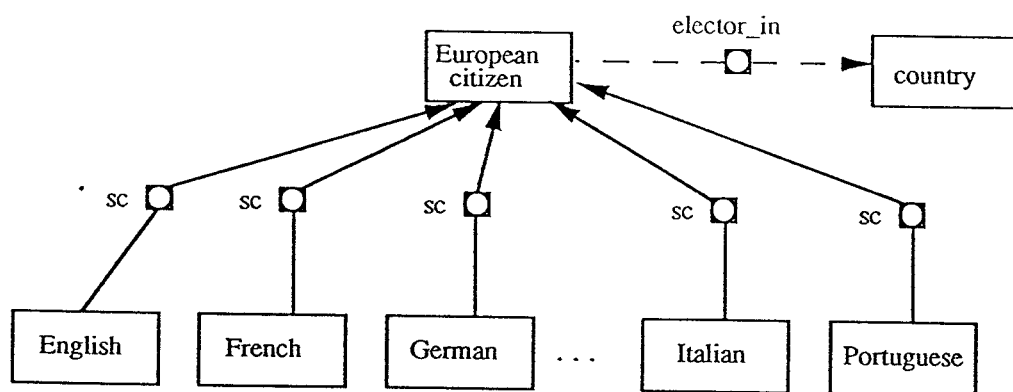 elector_in
European
citizen
country
sc
sc
sc
sc
sc
English
French
German
...
Italian
Portuguese